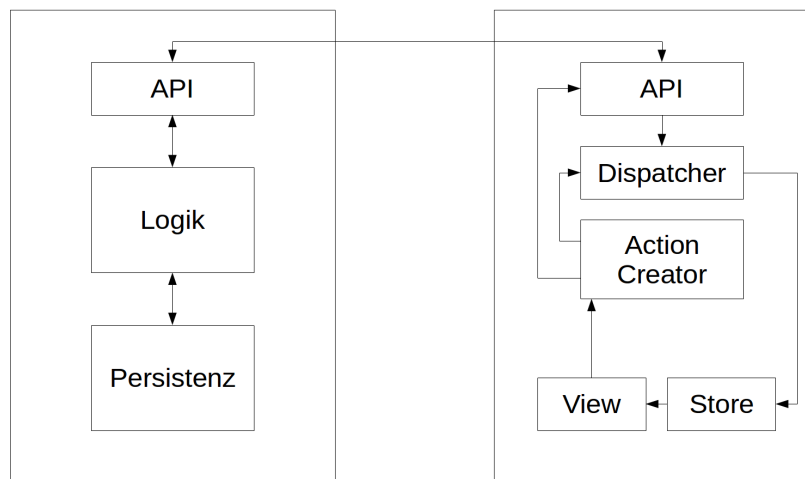 API
Logik
Persistenz
API
Dispatcher
Action
Creator
View
Store